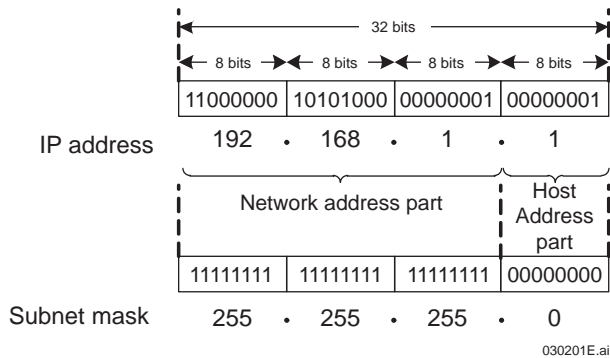 32 bits
8 bits 8 bits 8 bits 8 bits
11000000 10101000 00000001 00000001
IP address 192 . 168 . 1 . 1
Network address part
Host
Address
part
11111111 11111111 11111111 00000000
Subnet mask 255 . 255 . 255 . 0
030201E.ai